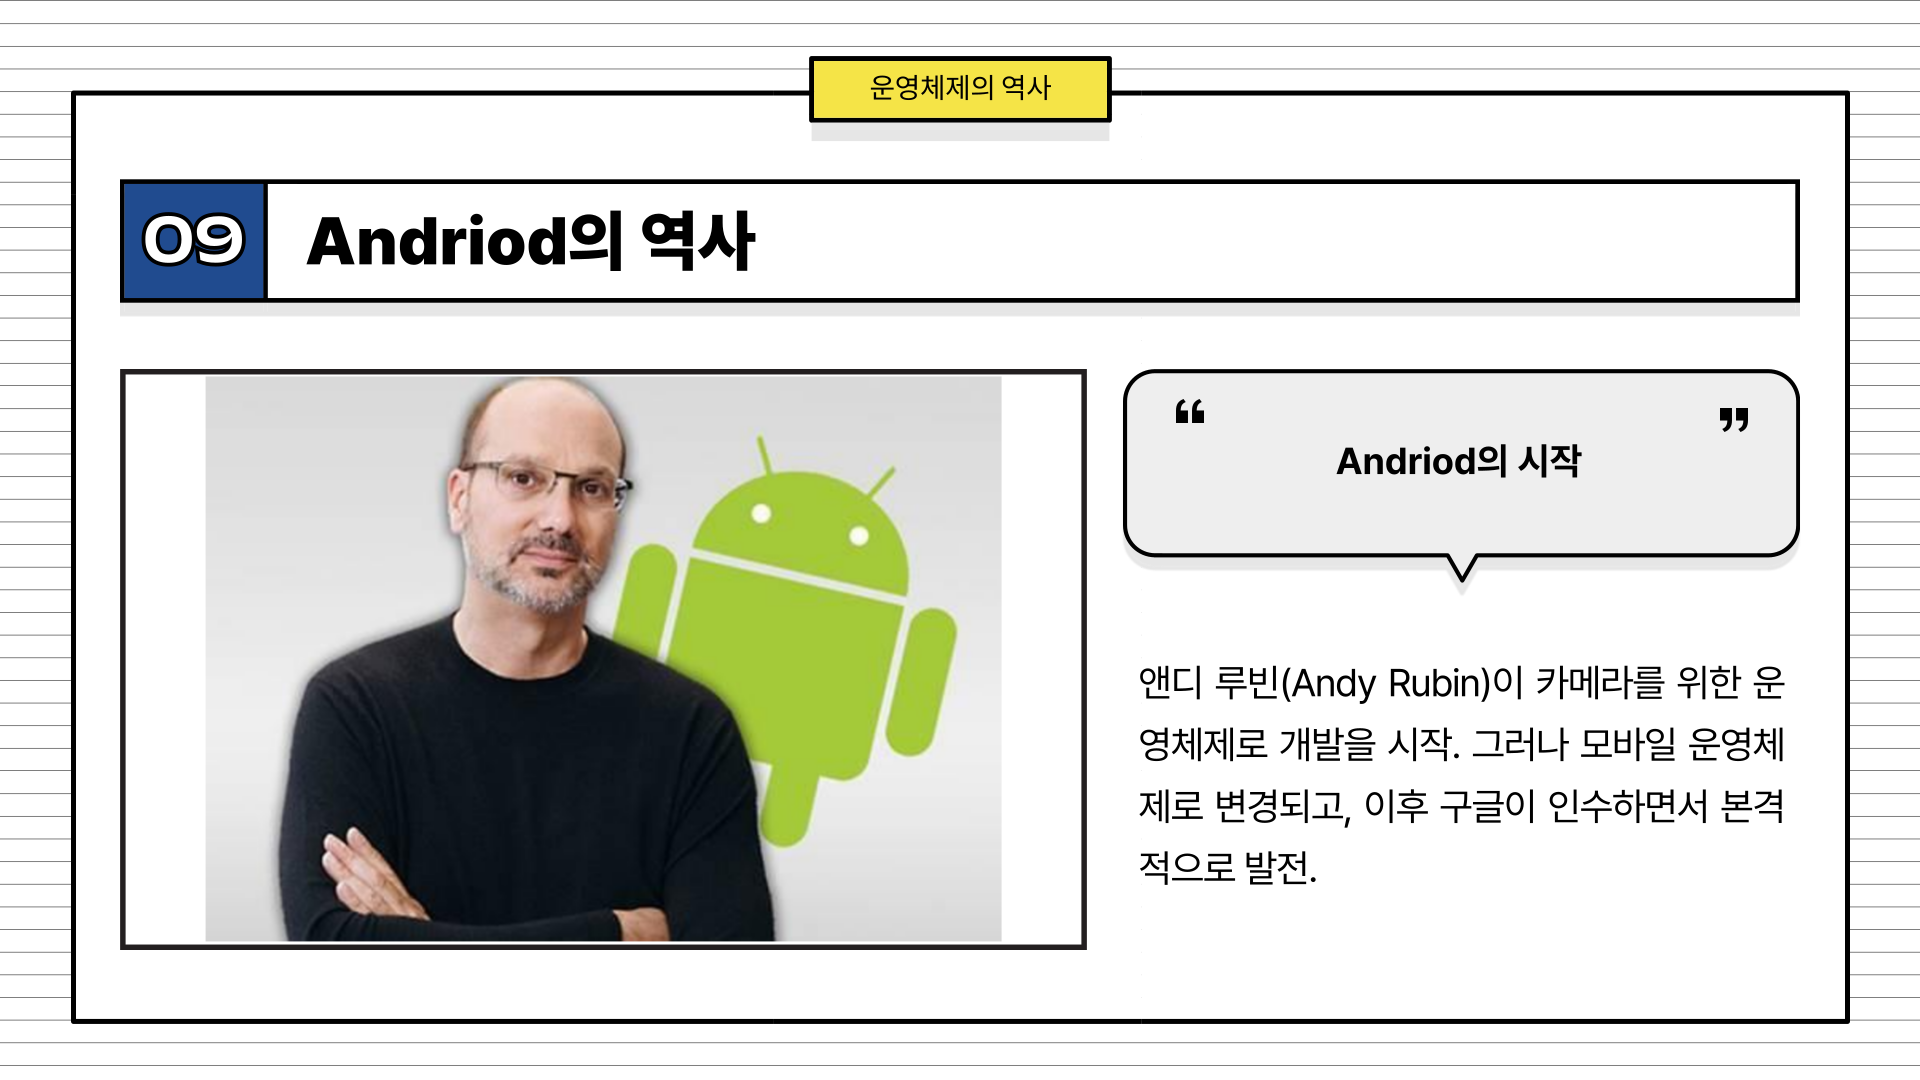 운영체제의 역사
09
Andriod의 역사
“ ”
Andriod의 시작
앤디 루빈(Andy Rubin)이 카메라를 위한 운
영체제로 개발을 시작. 그러나 모바일 운영체
제로 변경되고, 이후 구글이 인수하면서 본격
적으로 발전.